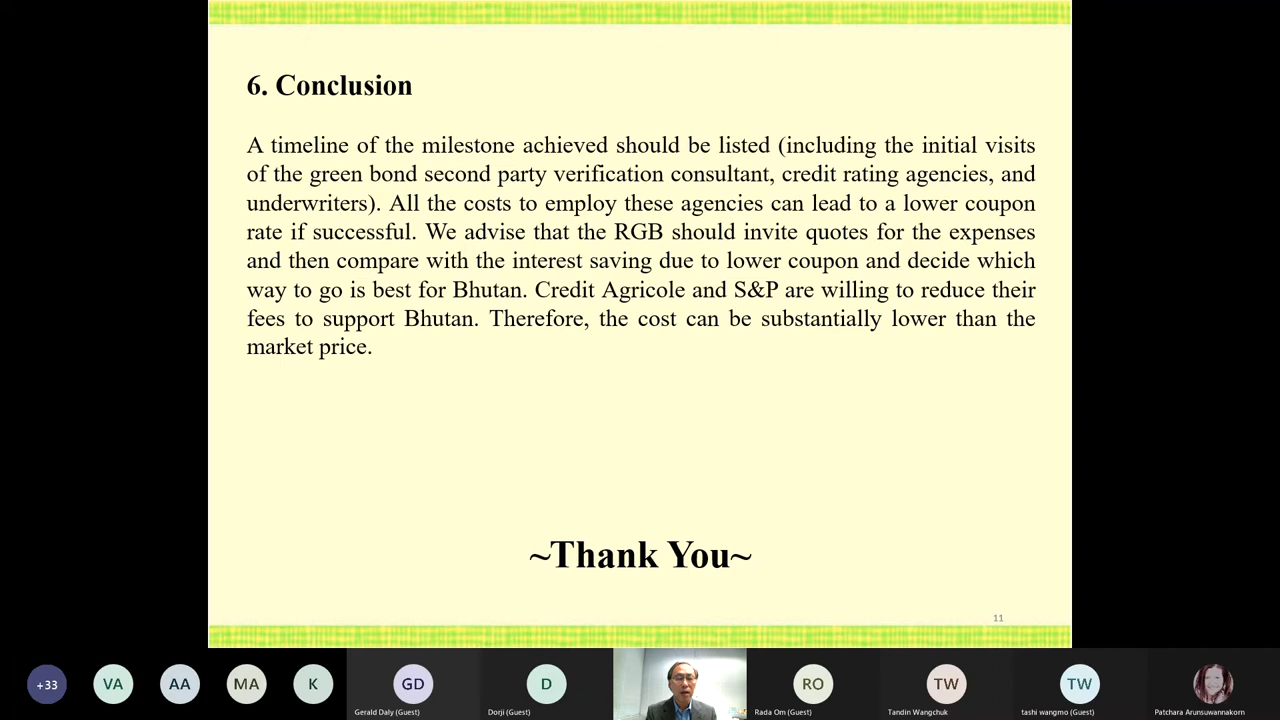 6. Conclusion
A timeline of the milestone achieved should be listed (including the initial visits
of the green bond second party verification consultant, credit rating agencies, and
underwriters). All the costs to employ these agencies can lead to a lower coupon
rate if successful. We advise that the RGB should invite quotes for the expenses
and then compare with the interest saving due to lower coupon and decide which
way to go is best for Bhutan. Credit Agricole and S&P are willing to reduce their
fees to support Bhutan. Therefore, the cost can be substantially lower than the
market price.
~Thank You~
11
+33
VA
AA
MA
K
GD
Gerald Daly (Guest)
D
Dorji (Guest)
RO
Rada Om (Guest)
TW
Tandin Wangchuk
TW
tashi wangmo (Guest)
Patchara Arunsuwannakorn